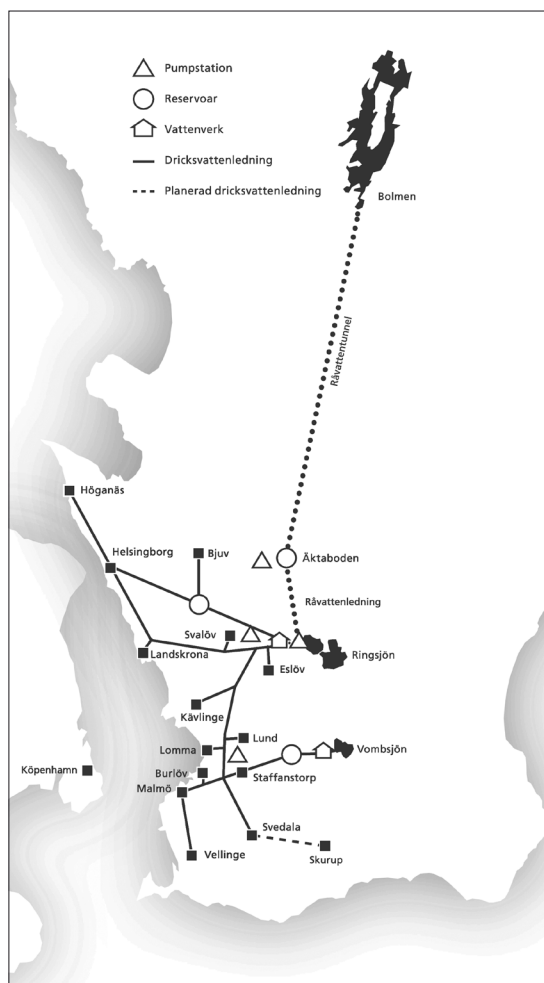 Pumpstation
Reservoar
Vattenverk
Dricksvattenledning
Planerad dricksvattenledning
Bolmen
Råvattentunnel
Höganäs
Helsingborg
Bjuv
Äktaboden
Råvattenledning
Svalöv
Landskrona
Eslöv
Ringsjön
Kävlinge
Lund
Lomma
Vombsjön
Burlöv
Staffanstorp
Köpenhamn
Malmö
Svedala
Vellinge
Skurup